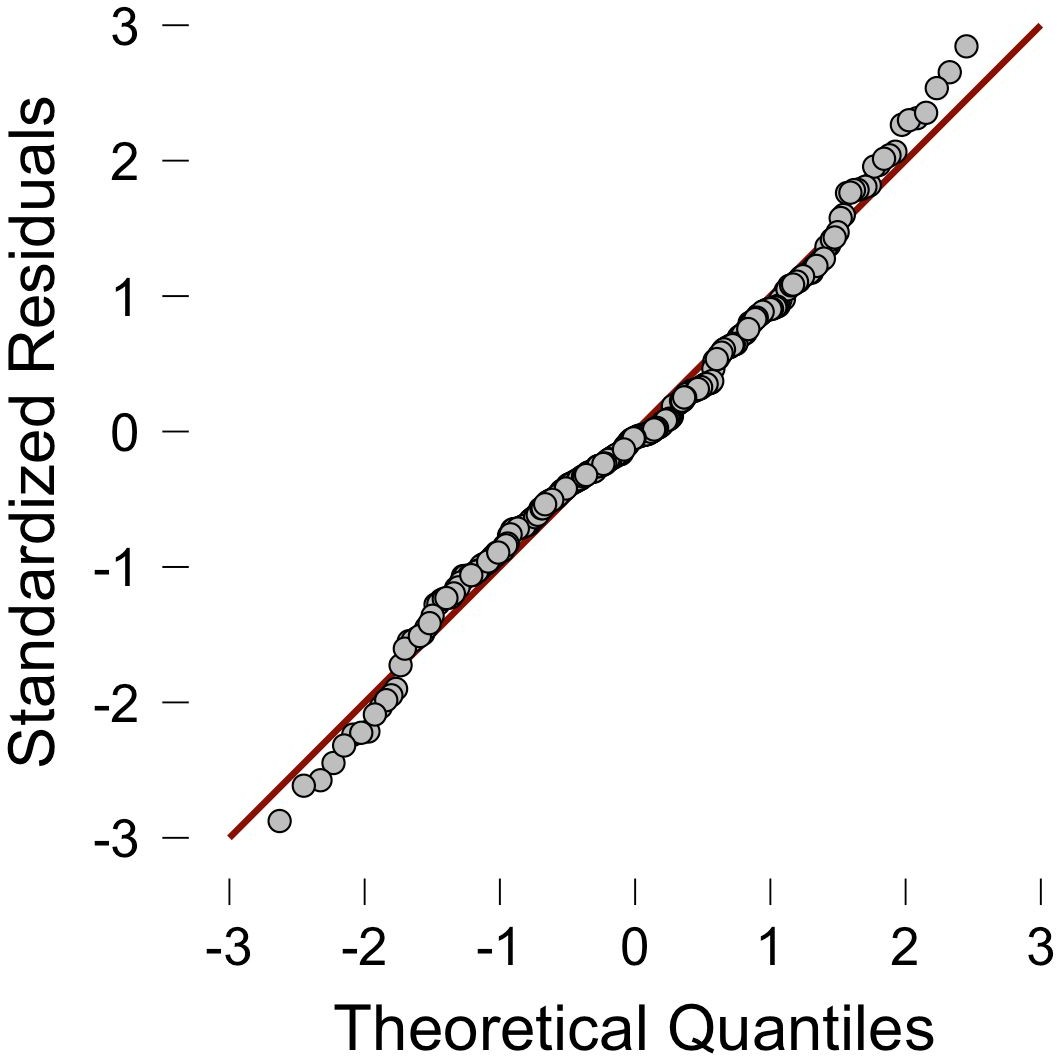 Standardized Residuals
3
2
1
0
-1
-2
-3
-3 -2 -1 0 1 2 3
Theoretical Quantiles